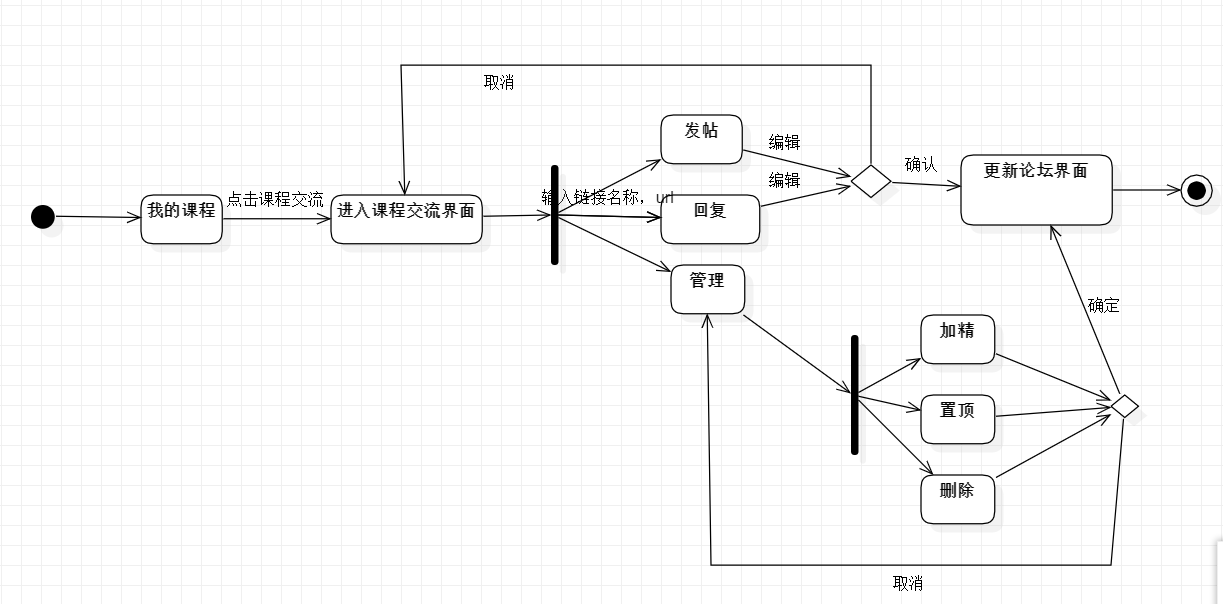 取消
发帖
编辑
确认
更新论坛界面
编辑
点击课程交流
输入链接名称，url
我的课程
进入课程交流界面
回复
管理
确定
加精
置顶
删除
取消